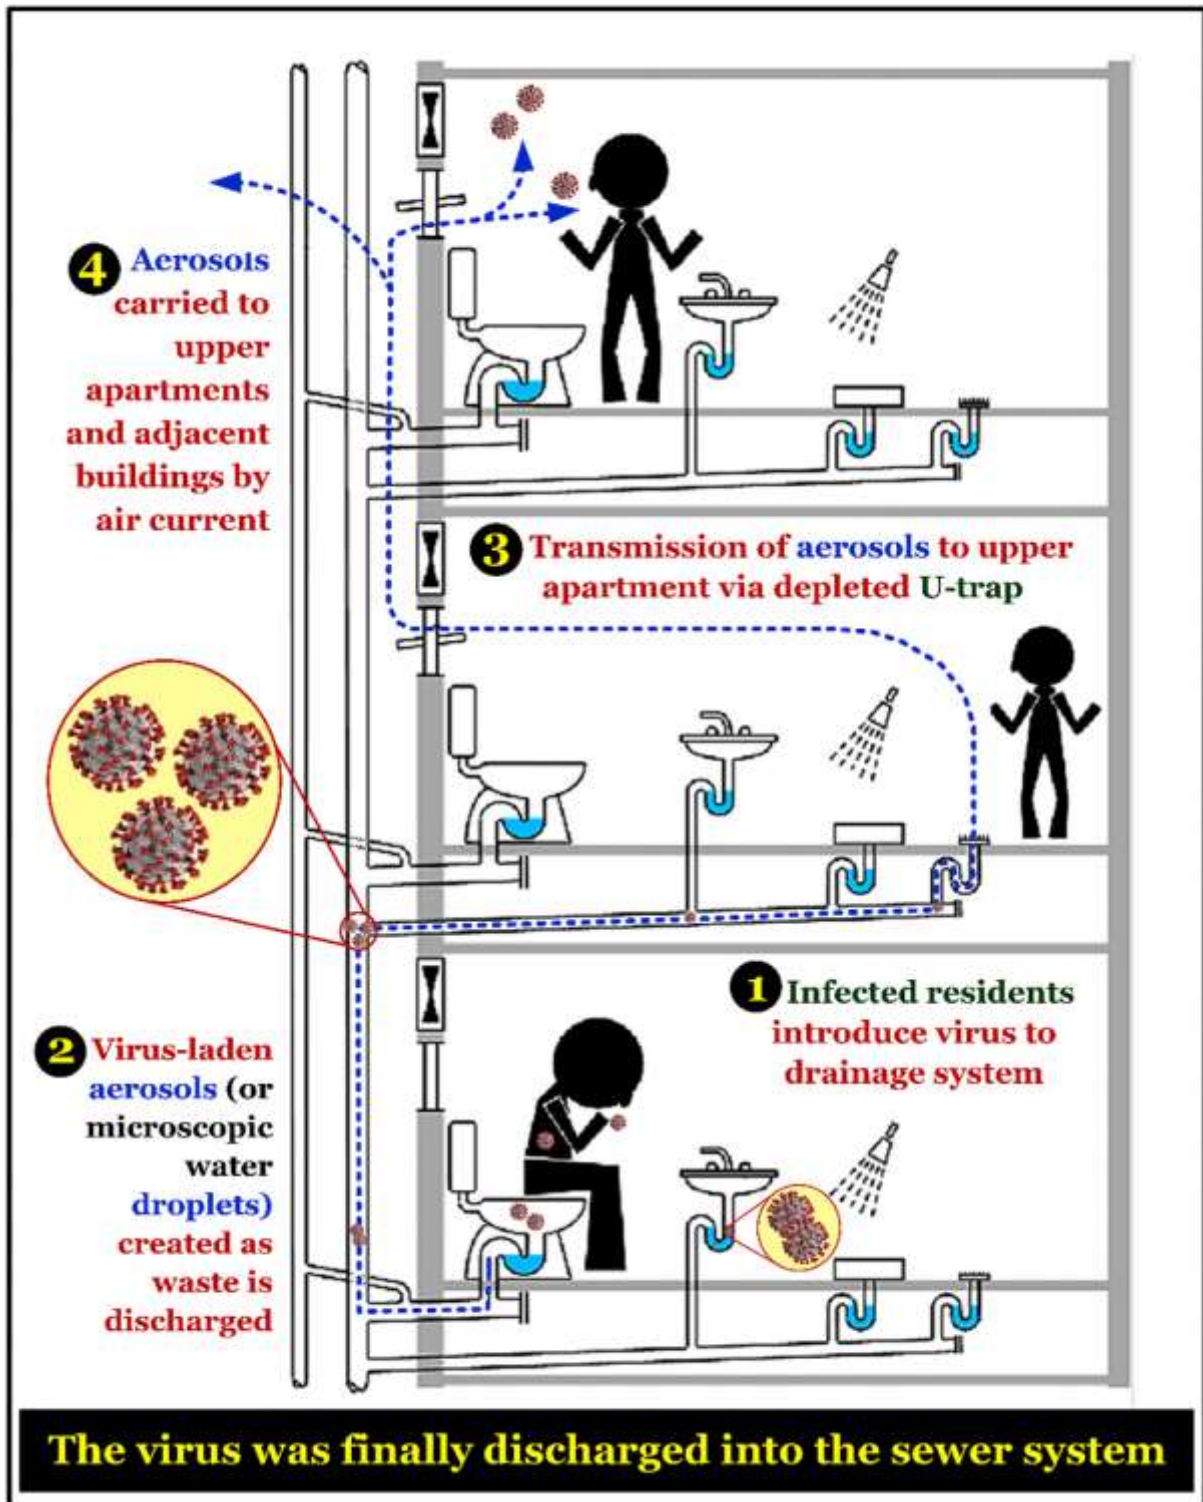 4 Aerosols
carried to
upper
apartments
and adjacent
buildings by
air current
3 Transmission of aerosols to upper
apartment via depleted U-trap
1 Infected residents
introduce virus to
drainage system
2 Virus-laden
aerosols (or
microscopic
water
droplets)
created as
waste is
discharged
The virus was finally discharged into the sewer system